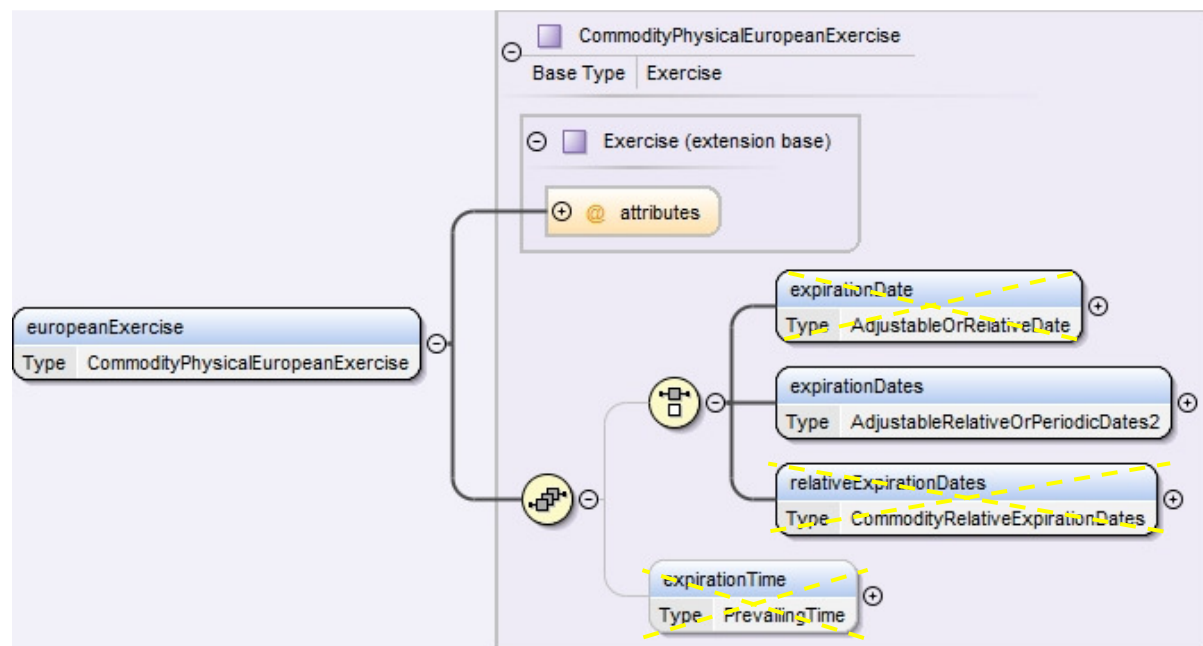 CommodityPhysicalEuropeanExercise
Base Type Exercise
Exercise (extension base)
@ attributes
europeanExercise
Type CommodityPhysicalEuropeanExercise
expirationDate
Type AdjustableOrRelativeDate
expirationDates
Type AdjustableRelativeOrPeriodicDates2
relativeExpirationDates
Type CommodityRelativeExpirationDates
expirationTime
Type PrevailingTime